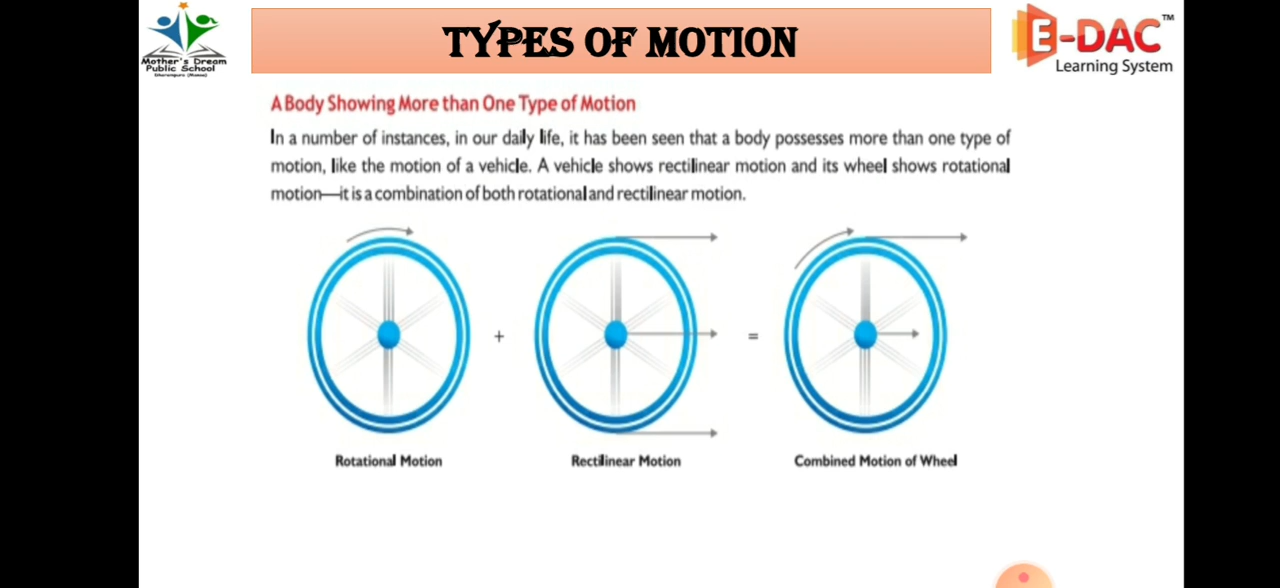 TYPES OF MOTION
Mother's Dream
Public School
E-DAC™
Learning System
A Body Showing More than One Type of Motion
In a number of instances, in our daily life, it has been seen that a body possesses more than one type of
motion, like the motion of a vehicle. A vehicle shows rectilinear motion and its wheel shows rotational
motion—it is a combination of both rotational and rectilinear motion.
+
=
Rotational Motion
Rectilinear Motion
Combined Motion of Wheel